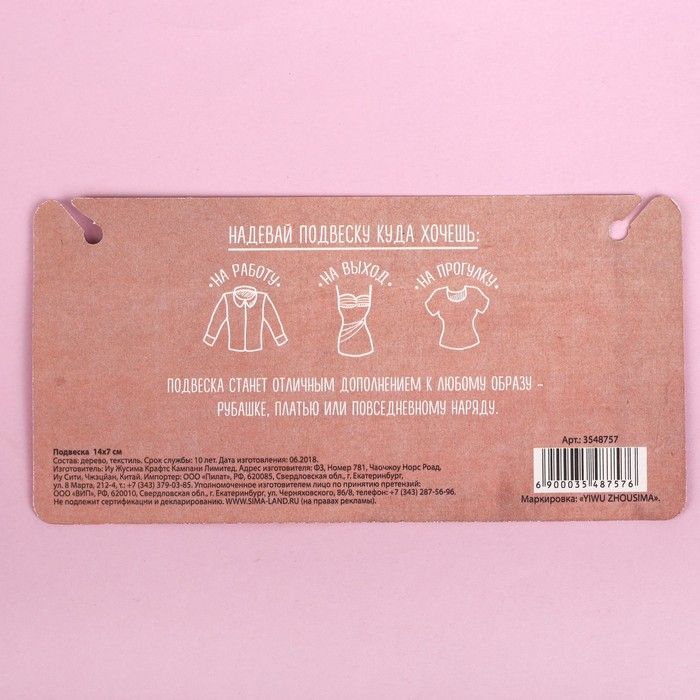 НАДЕВАЙ ПОДВЕСКУ КУДА ХОЧЕШЬ:
•НА РАБОТУ• •НА ВЫХОД• •НА ПРОГУЛКУ•
ПОДВЕСКА СТАНЕТ ОТЛИЧНЫМ ДОПОЛНЕНИЕМ К ЛЮБОМУ ОБРАЗУ –
РУБАШКЕ, ПЛАТЬЮ ИЛИ ПОВСЕДНЕВНОМУ НАРЯДУ.
Подвеска 14х7 см
Состав: дерево, текстиль. Срок службы: 10 лет. Дата изготовления: 06.2018.
Изготовитель: Иу Жусима Крафтс Кампани Лимитед. Адрес изготовителя: Ф3, Номер 781, Чаочжоу Норс Роад,
Иу Сити, Чжэцзян, Китай. Импортер: ООО «Пилат», РФ, 620085, Свердловская обл., г. Екатеринбург,
ул. 8 Марта, 212-4, т.: +7 (343) 379-03-85. Уполномоченное изготовителем лицо по принятию претензий:
ООО «ВИП», РФ, 620010, Свердловская обл., г. Екатеринбург, ул. Черняховского, 86/8, телефон: +7 (343) 287-56-96.
Не подлежит сертификации и декларированию. WWW.SIMA-LAND.RU (на правах рекламы).
Арт.: 3548757
6 900035 487576
Маркировка: «YIWU ZHOUSIMA».